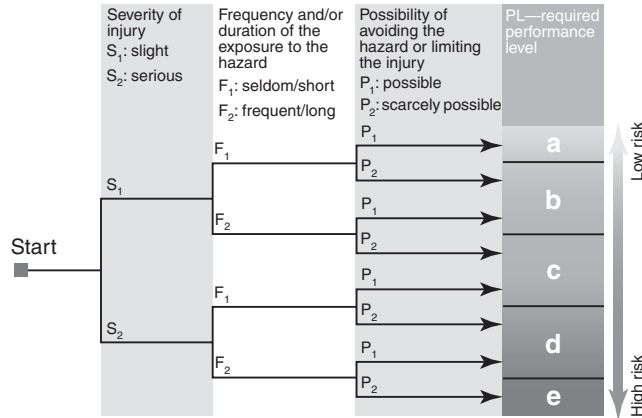 Severity of
injury
S₁: slight
S₂: serious
Frequency and/or
duration of the
exposure to the
hazard
F₁: seldom/short
F₂: frequent/long
Possibility of
avoiding the
hazard or limiting
the injury
P₁: possible
P₂: scarcely possible
PL—required
performance
level
Start
S₁
S₂
F₁
F₂
F₁
F₂
P₁
P₂
P₁
P₂
P₁
P₂
P₁
P₂
a
b
c
d
e
Low risk
High risk